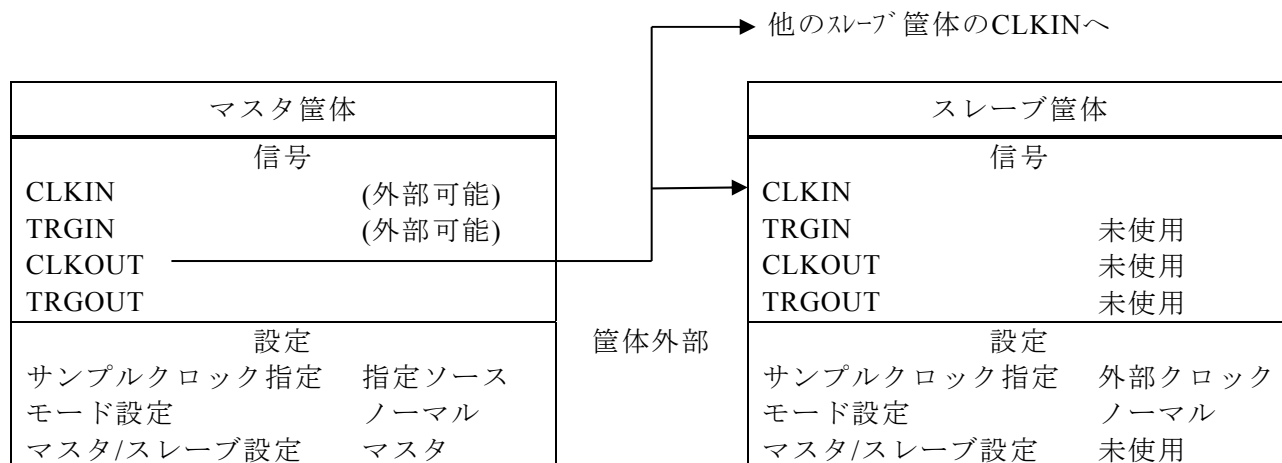 他のｽﾚｰﾌﾞ筐体のCLKINへ
マスタ筐体
信号
CLKIN (外部可能)
TRGIN (外部可能)
CLKOUT
TRGOUT
設定
サンプルクロック指定 指定ソース
モード設定 ノーマル
マスタ/スレーブ設定 マスタ
筐体外部
スレーブ筐体
信号
CLKIN
TRGIN 未使用
CLKOUT 未使用
TRGOUT 未使用
設定
サンプルクロック指定 外部クロック
モード設定 ノーマル
マスタ/スレーブ設定 未使用